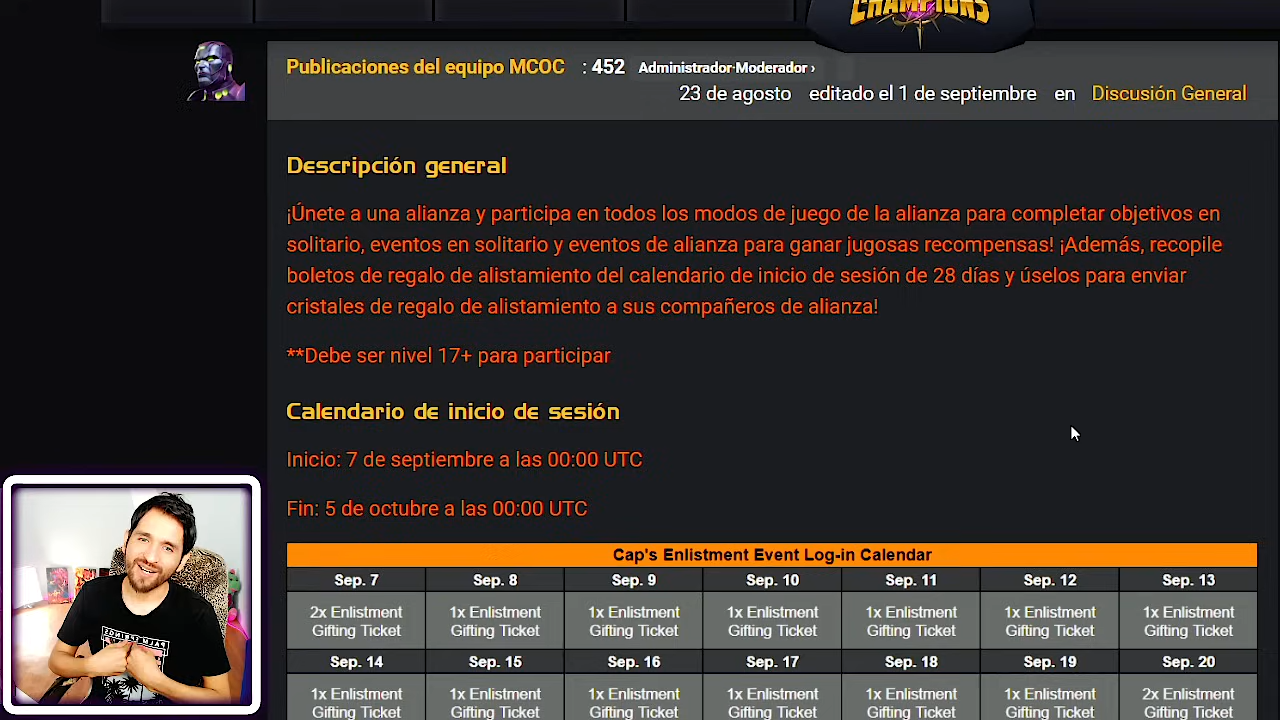 CHAMPIONS
Publicaciones del equipo MCOC : 452 Administrador·Moderador ›
23 de agosto editado el 1 de septiembre en Discusión General
Descripción general
¡Únete a una alianza y participa en todos los modos de juego de la alianza para completar objetivos en
solitario, eventos en solitario y eventos de alianza para ganar jugosas recompensas! ¡Además, recopile
boletos de regalo de alistamiento del calendario de inicio de sesión de 28 días y úselos para enviar
cristales de regalo de alistamiento a sus compañeros de alianza!
**Debe ser nivel 17+ para participar
Calendario de inicio de sesión
Inicio: 7 de septiembre a las 00:00 UTC
Fin: 5 de octubre a las 00:00 UTC
Cap's Enlistment Event Log-in Calendar
Sep. 7 Sep. 8 Sep. 9 Sep. 10 Sep. 11 Sep. 12 Sep. 13
2x Enlistment 1x Enlistment 1x Enlistment 1x Enlistment 1x Enlistment 1x Enlistment 1x Enlistment
Gifting Ticket Gifting Ticket Gifting Ticket Gifting Ticket Gifting Ticket Gifting Ticket Gifting Ticket
Sep. 14 Sep. 15 Sep. 16 Sep. 17 Sep. 18 Sep. 19 Sep. 20
1x Enlistment 1x Enlistment 1x Enlistment 1x Enlistment 1x Enlistment 1x Enlistment 2x Enlistment
Gifting Ticket Gifting Ticket Gifting Ticket Gifting Ticket Gifting Ticket Gifting Ticket Gifting Ticket